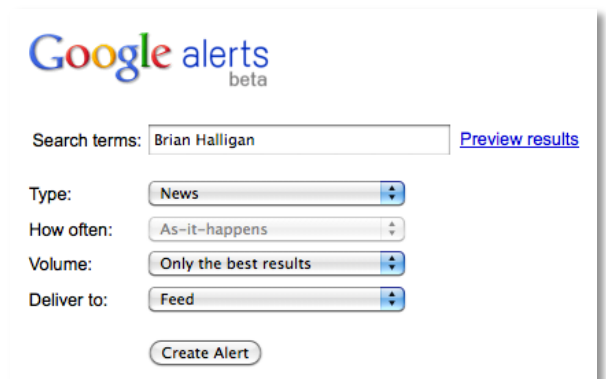 Google alerts
beta
Search terms: Brian Halligan Preview results
Type: News
How often: As-it-happens
Volume: Only the best results
Deliver to: Feed
Create Alert